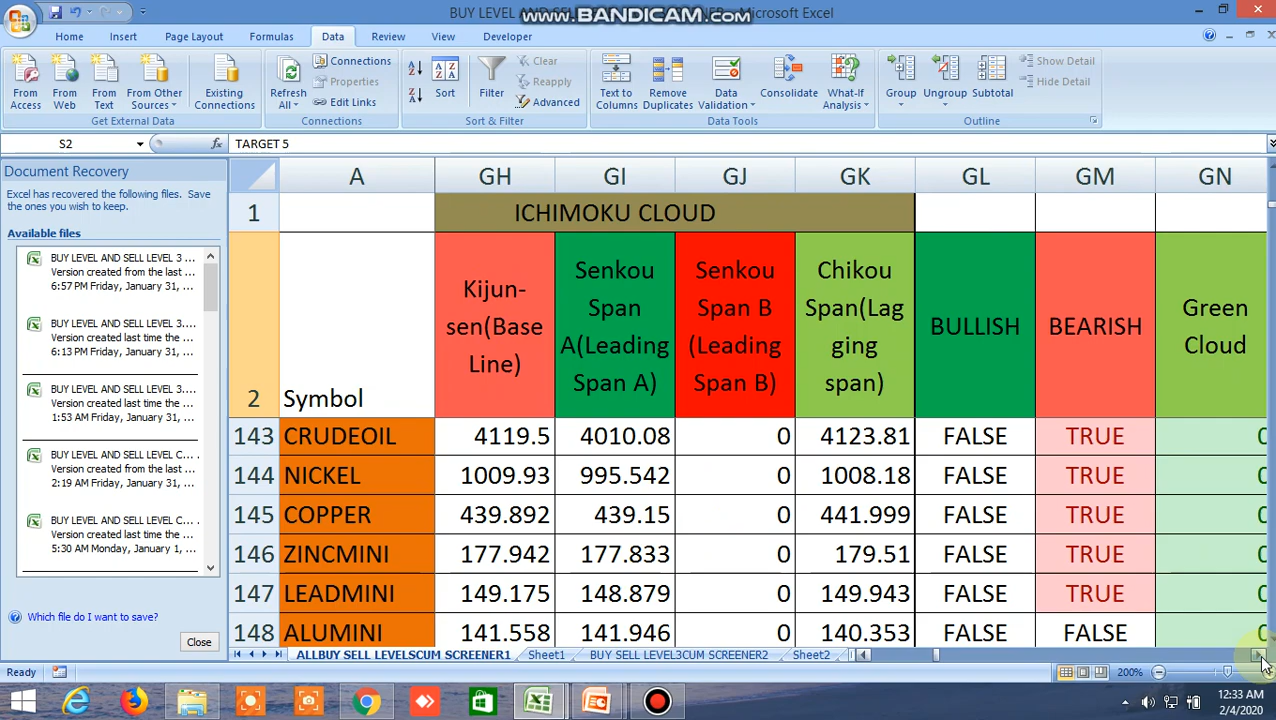 BUY LEVEL AND SELL LEVEL
Microsoft Excel
www.BANDICAM.com
Home Insert Page Layout Formulas Data Review View Developer
From Access
From Web
From Text
From Other Sources
Existing Connections
Get External Data
Refresh All
Connections
Properties
Edit Links
Connections
Sort
Filter
Clear
Reapply
Advanced
Sort & Filter
Text to Columns
Remove Duplicates
Data Validation
Consolidate
What-If Analysis
Data Tools
Group
Ungroup
Subtotal
Show Detail
Hide Detail
Outline
S2 fx TARGET 5
Document Recovery
Excel has recovered the following files. Save
the ones you wish to keep.
Available files
BUY LEVEL AND SELL LEVEL 3 ...
Version created from the last ...
6:57 PM Friday, January 31, ...
BUY LEVEL AND SELL LEVEL 3....
Version created last time the ...
6:13 PM Friday, January 31, ...
BUY LEVEL AND SELL LEVEL 3....
Version created last time the ...
1:53 AM Friday, January 31, ...
BUY LEVEL AND SELL LEVEL C...
Version created last time the ...
2:19 AM Friday, January 31, ...
BUY LEVEL AND SELL LEVEL C...
Version created last time the ...
5:30 AM Monday, January 1, ...
Which file do I want to save?
Close
A GH GI GJ GK GL GM GN
1 ICHIMOKU CLOUD
2 Symbol
Kijun-
sen(Base
Line)
Senkou
Span
A(Leading
Span A)
Senkou
Span B
(Leading
Span B)
Chikou
Span(Lag
ging
span)
BULLISH
BEARISH
Green
Cloud
143 CRUDEOIL 4119.5 4010.08 0 4123.81 FALSE TRUE 0
144 NICKEL 1009.93 995.542 0 1008.18 FALSE TRUE 0
145 COPPER 439.892 439.15 0 441.999 FALSE TRUE 0
146 ZINCMINI 177.942 177.833 0 179.51 FALSE TRUE 0
147 LEADMINI 149.175 148.879 0 149.943 FALSE TRUE 0
148 ALUMINI 141.558 141.946 0 140.353 FALSE FALSE 0
ALLBUY SELL LEVELSCUM SCREENER1 Sheet1 BUY SELL LEVEL3CUM SCREENER2 Sheet2
Ready 200%
12:33 AM
2/4/2020